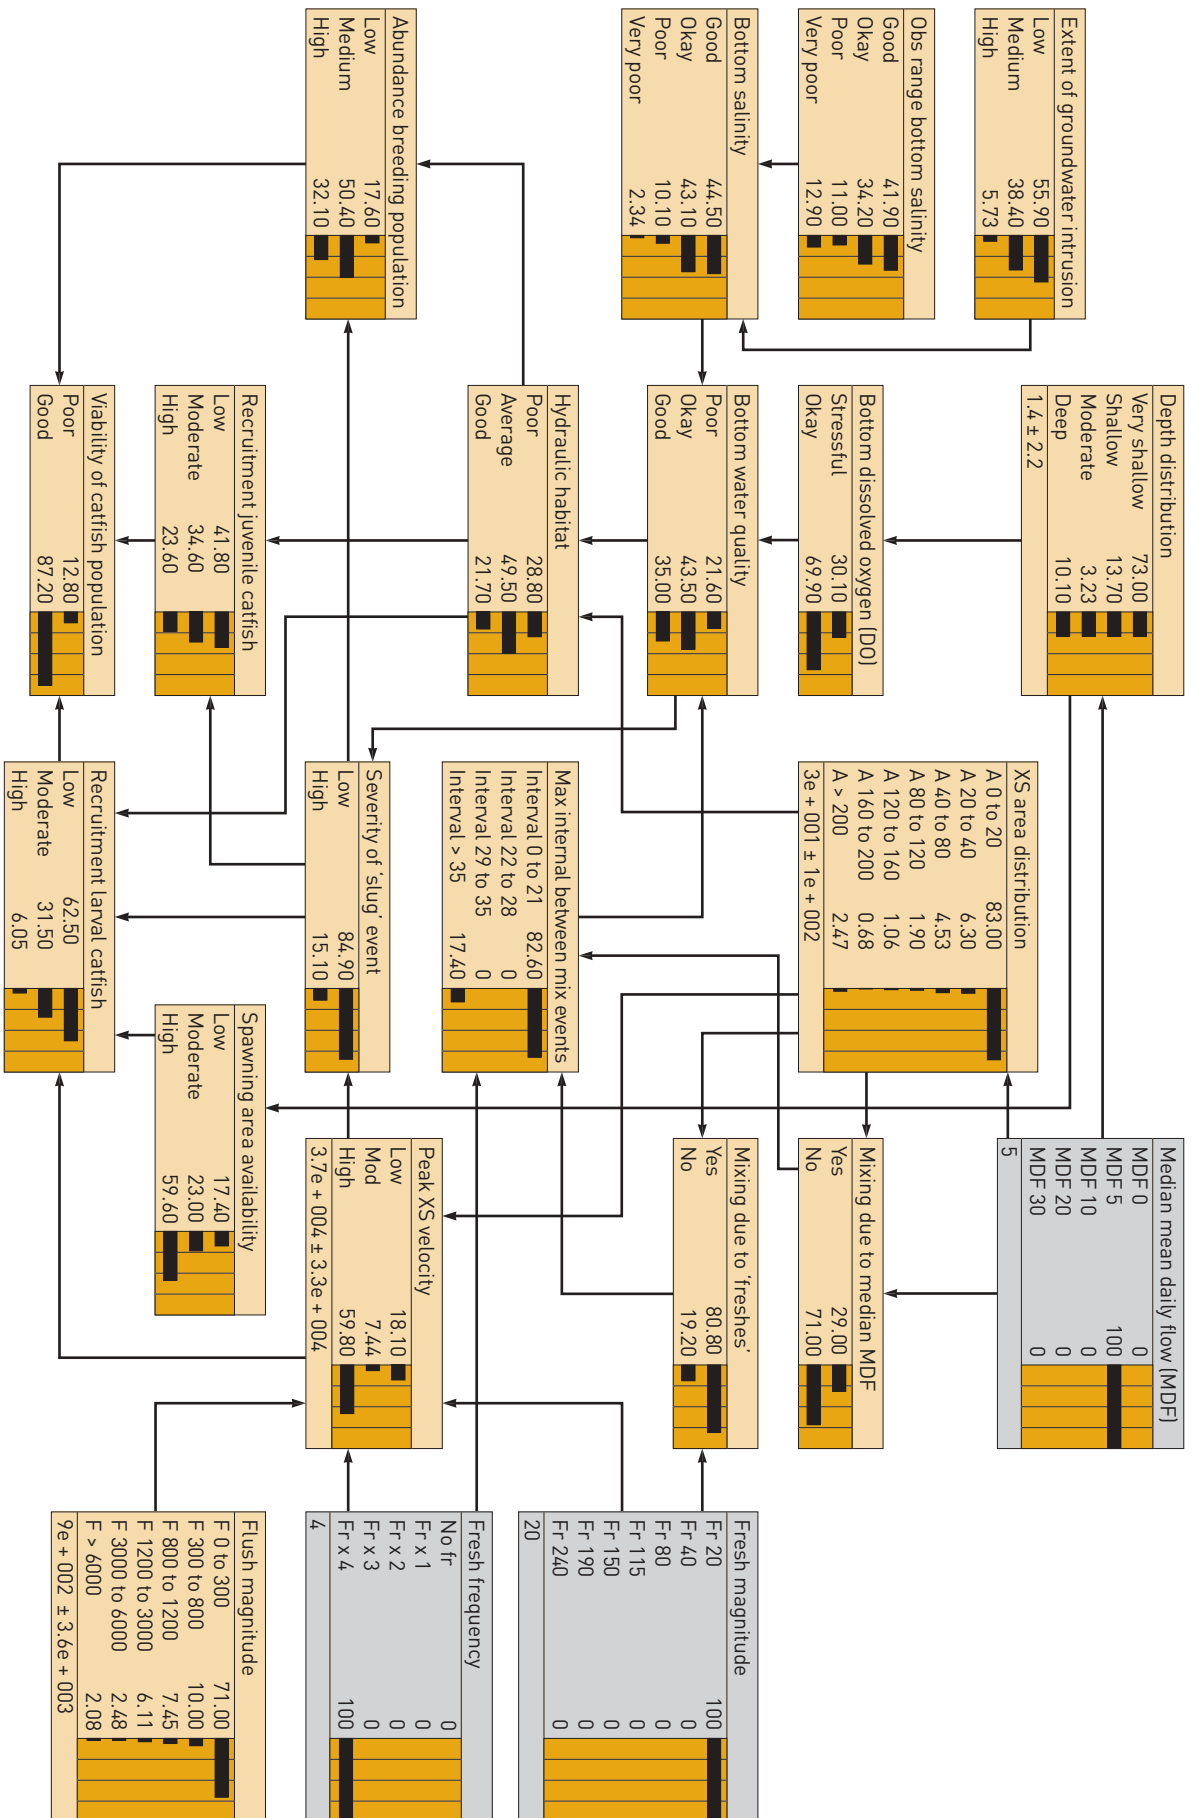 Extent of groundwater intrusion
Low 55.90
Medium 38.40
High 5.73
Obs range bottom salinity
Good 41.90
Okay 34.20
Poor 11.00
Very poor 12.90
Bottom salinity
Good 44.50
Okay 43.10
Poor 10.10
Very poor 2.34
Abundance breeding population
Low 17.60
Medium 50.40
High 32.10
Depth distribution
Very shallow 73.00
Shallow 13.70
Moderate 3.23
Deep 10.10
1.4 ± 2.2
Bottom dissolved oxygen (DO)
Stressful 30.10
Okay 69.90
Bottom water quality
Poor 21.60
Okay 43.50
Good 35.00
Hydraulic habitat
Poor 28.80
Average 49.50
Good 21.70
Recruitment juvenile catfish
Low 41.80
Moderate 34.60
High 23.60
Viability of catfish population
Poor 12.80
Good 87.20
XS area distribution
A 0 to 20 83.00
A 20 to 40 6.30
A 40 to 80 4.53
A 80 to 120 1.90
A 120 to 160 1.06
A 160 to 200 0.68
A > 200 2.47
3e + 001 ± 1e + 002
Max internal between mix events
Interval 0 to 21 82.60
Interval 22 to 28 0
Interval 29 to 35 0
Interval > 35 17.40
Severity of 'slug' event
Low 84.90
High 15.10
Recruitment larval catfish
Low 62.50
Moderate 31.50
High 6.05
Spawning area availability
Low 17.40
Moderate 23.00
High 59.60
Median mean daily flow (MDF)
MDF 0 0
MDF 5 100
MDF 10 0
MDF 20 0
MDF 30 0
5
Mixing due to median MDF
Yes 29.00
No 71.00
Mixing due to 'freshes'
Yes 80.80
No 19.20
Peak XS velocity
Low 18.10
Mod 7.44
High 59.80
3.7e + 004 ± 3.3e + 004
Fresh magnitude
Fr 20 100
Fr 40 0
Fr 80 0
Fr 115 0
Fr 150 0
Fr 190 0
Fr 240 0
20
Fresh frequency
No fr 0
Fr x 1 0
Fr x 2 0
Fr x 3 0
Fr x 4 100
4
Flush magnitude
F 0 to 300 71.00
F 300 to 800 10.00
F 800 to 1200 7.45
F 1200 to 3000 6.11
F 3000 to 6000 2.48
F > 6000 2.08
9e + 002 ± 3.6e + 003